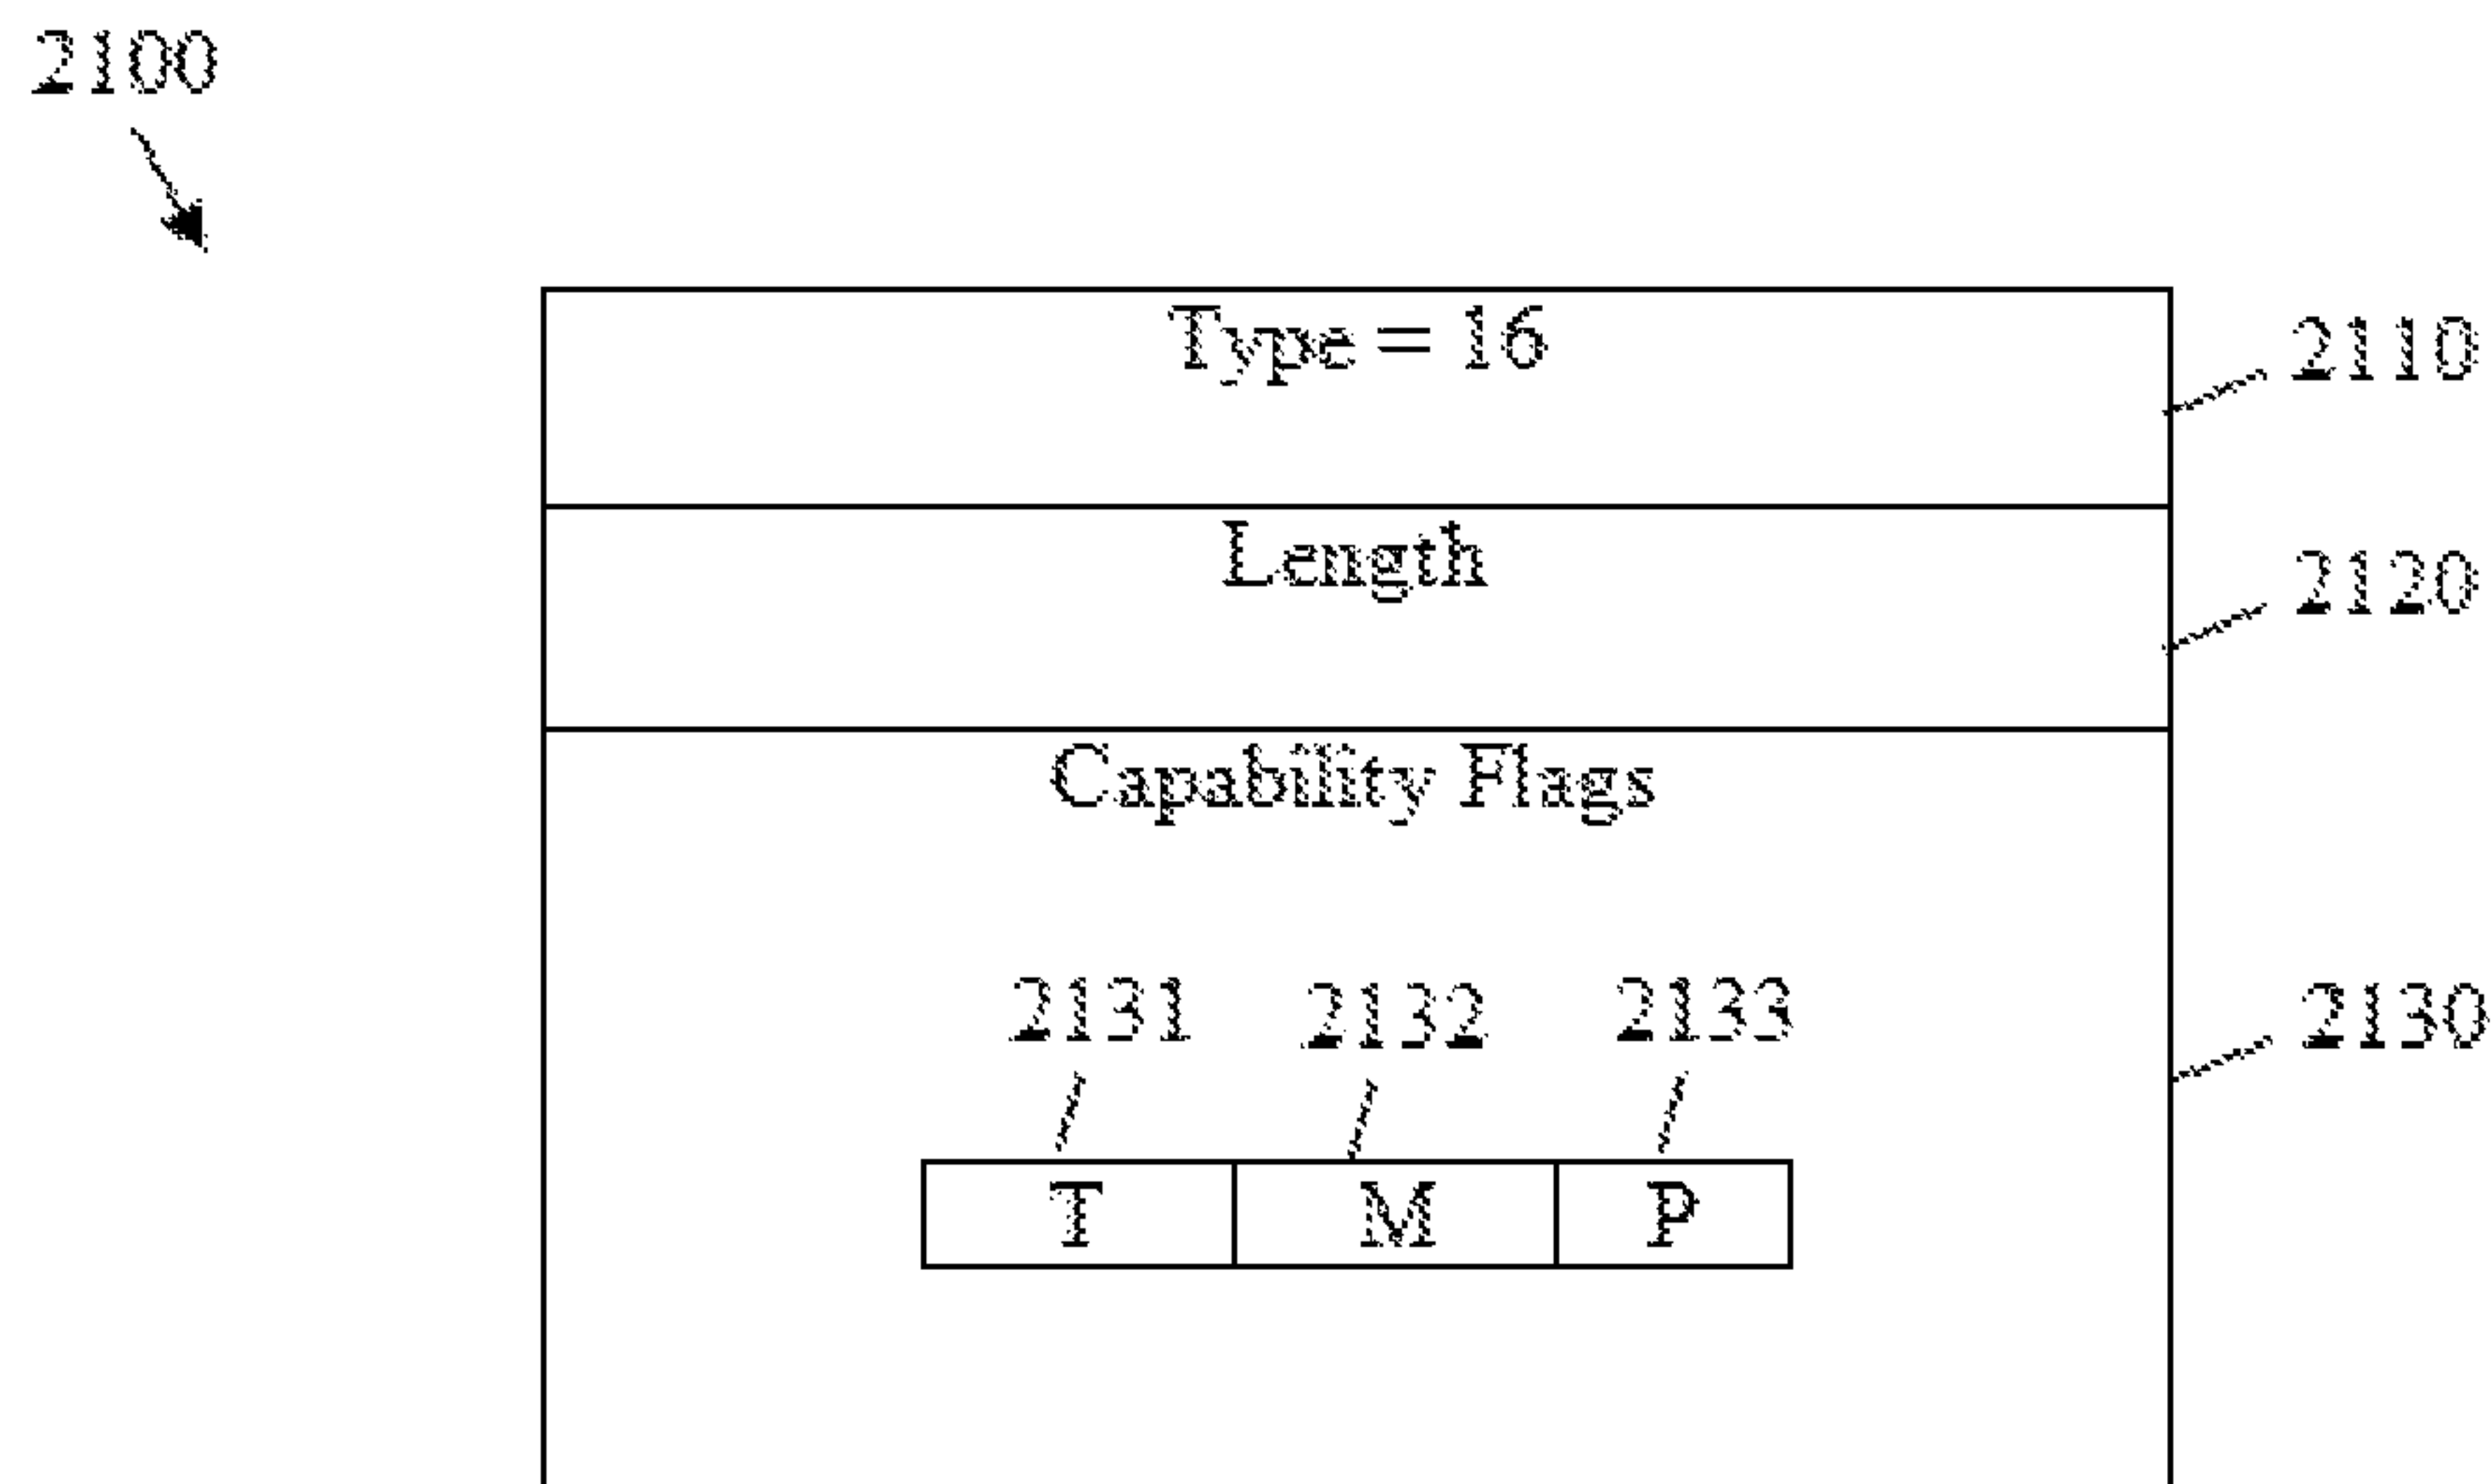 2100
Type = 16
2110
Length
2120
Capability Flags
2131 2132 2133
2130
T M P